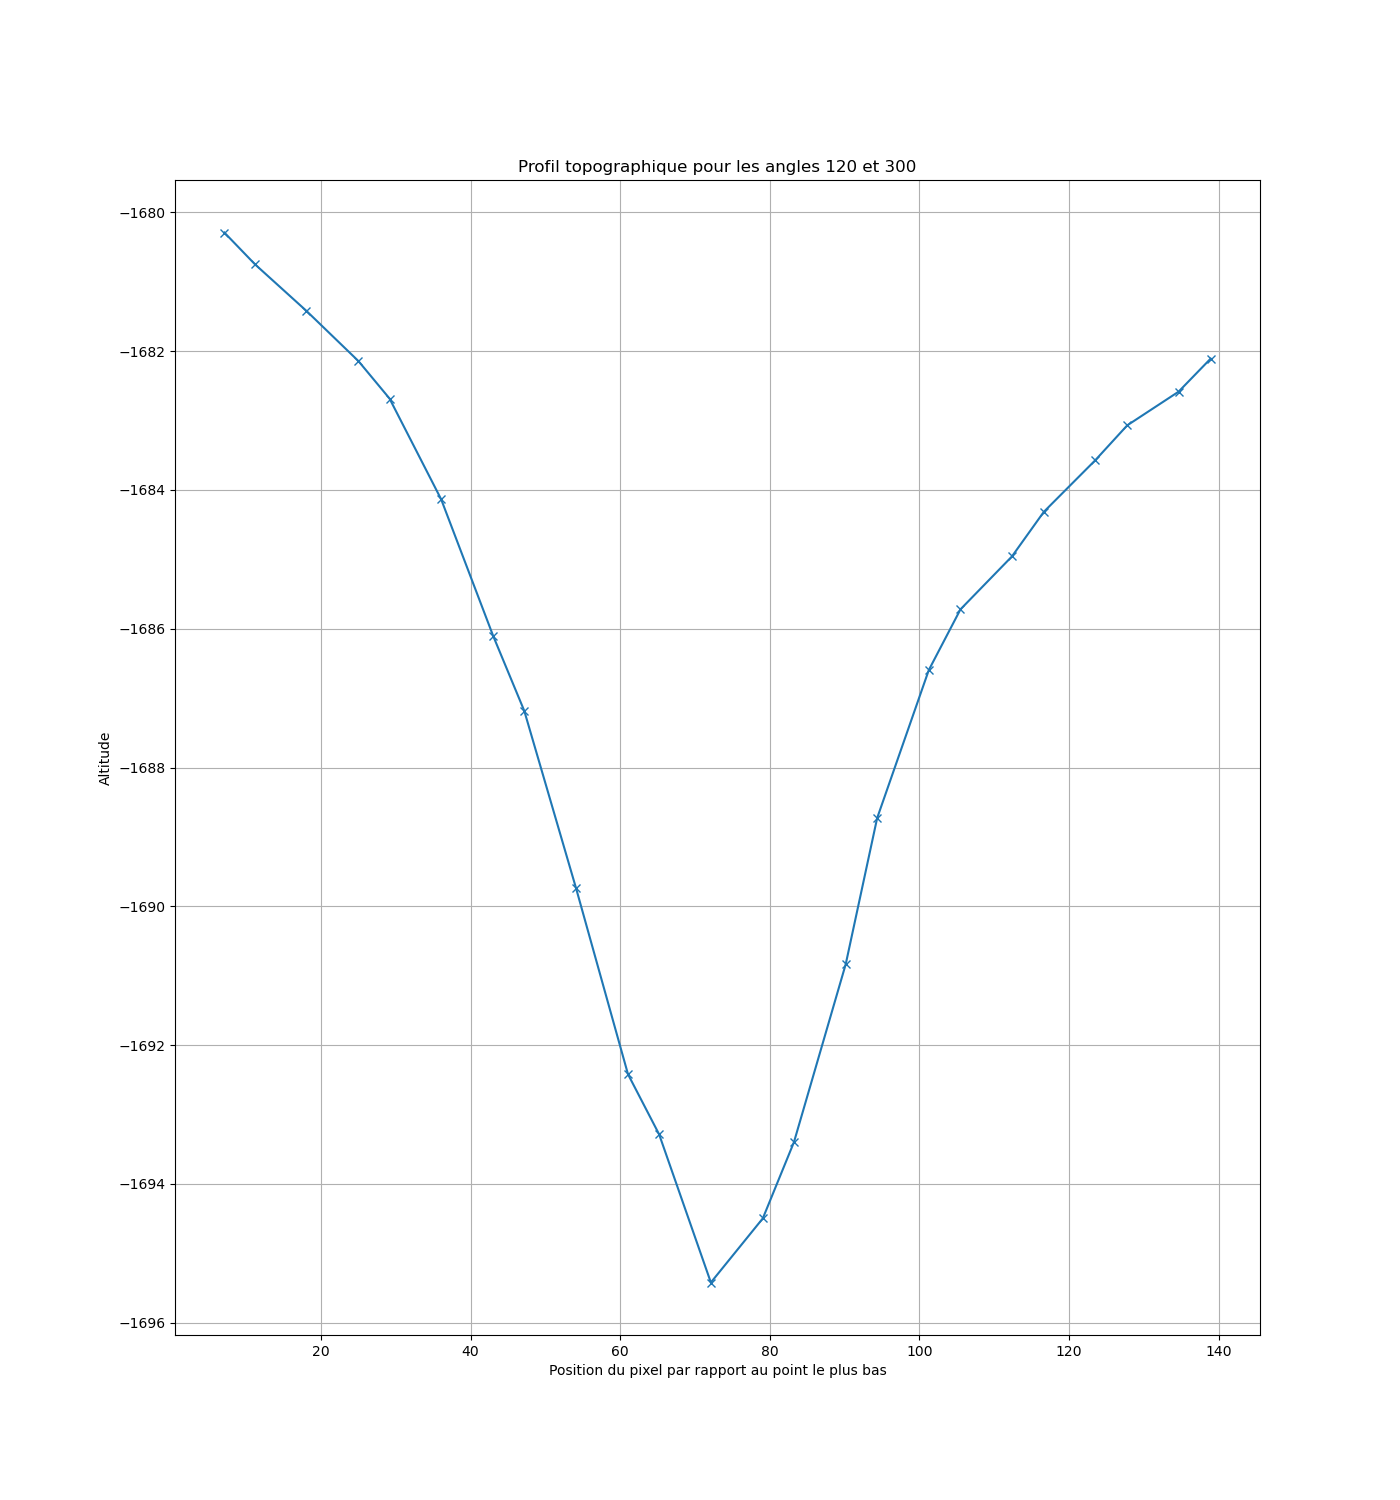 Profil topographique pour les angles 120 et 300
−1680
−1682
−1684
−1686
−1688
−1690
−1692
−1694
−1696
Altitude
20 40 60 80 100 120 140
Position du pixel par rapport au point le plus bas